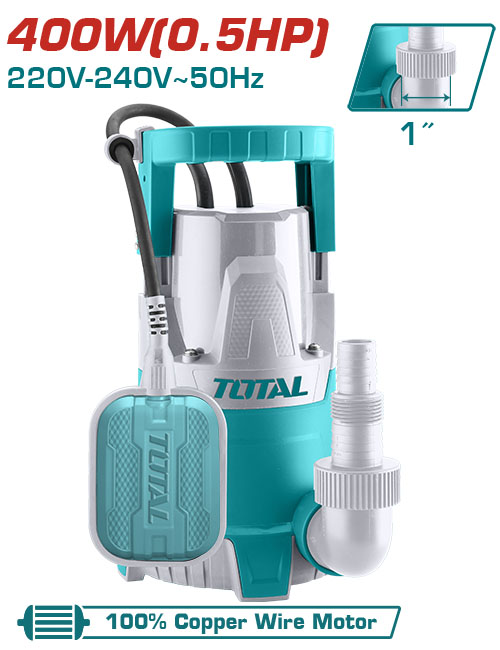 400W(0.5HP)
220V-240V~50Hz
1″
TOTAL
TOTAL
100% Copper Wire Motor